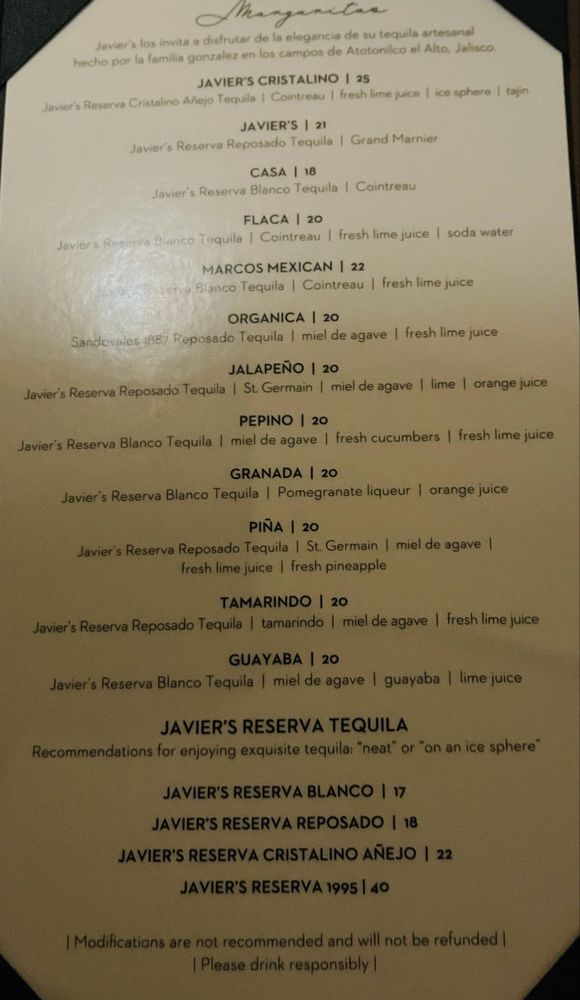 Margaritas
Javier's los invita a disfrutar de la elegancia de su tequila artesanal
hecho por la familia gonzalez en los campos de Atotonilco el Alto, Jalisco.
JAVIER'S CRISTALINO | 25
Javier's Reserva Cristalino Añejo Tequila | Cointreau | fresh lime juice | ice sphere | tajin
JAVIER'S | 21
Javier's Reserva Reposado Tequila | Grand Marnier
CASA | 18
Javier's Reserva Blanco Tequila | Cointreau
FLACA | 20
Javier's Reserva Blanco Tequila | Cointreau | fresh lime juice | soda water
MARCOS MEXICAN | 22
Javier's Reserva Blanco Tequila | Cointreau | fresh lime juice
ORGANICA | 20
Sandovales 1887 Reposado Tequila | miel de agave | fresh lime juice
JALAPEÑO | 20
Javier's Reserva Reposado Tequila | St. Germain | miel de agave | lime | orange juice
PEPINO | 20
Javier's Reserva Blanco Tequila | miel de agave | fresh cucumbers | fresh lime juice
GRANADA | 20
Javier's Reserva Blanco Tequila | Pomegranate liqueur | orange juice
PIÑA | 20
Javier's Reserva Reposado Tequila | St. Germain | miel de agave |
fresh lime juice | fresh pineapple
TAMARINDO | 20
Javier's Reserva Reposado Tequila | tamarindo | miel de agave | fresh lime juice
GUAYABA | 20
Javier's Reserva Blanco Tequila | miel de agave | guayaba | lime juice
JAVIER'S RESERVA TEQUILA
Recommendations for enjoying exquisite tequila: "neat" or "on an ice sphere"
JAVIER'S RESERVA BLANCO | 17
JAVIER'S RESERVA REPOSADO | 18
JAVIER'S RESERVA CRISTALINO AÑEJO | 22
JAVIER'S RESERVA 1995 | 40
| Modifications are not recommended and will not be refunded |
| Please drink responsibly |